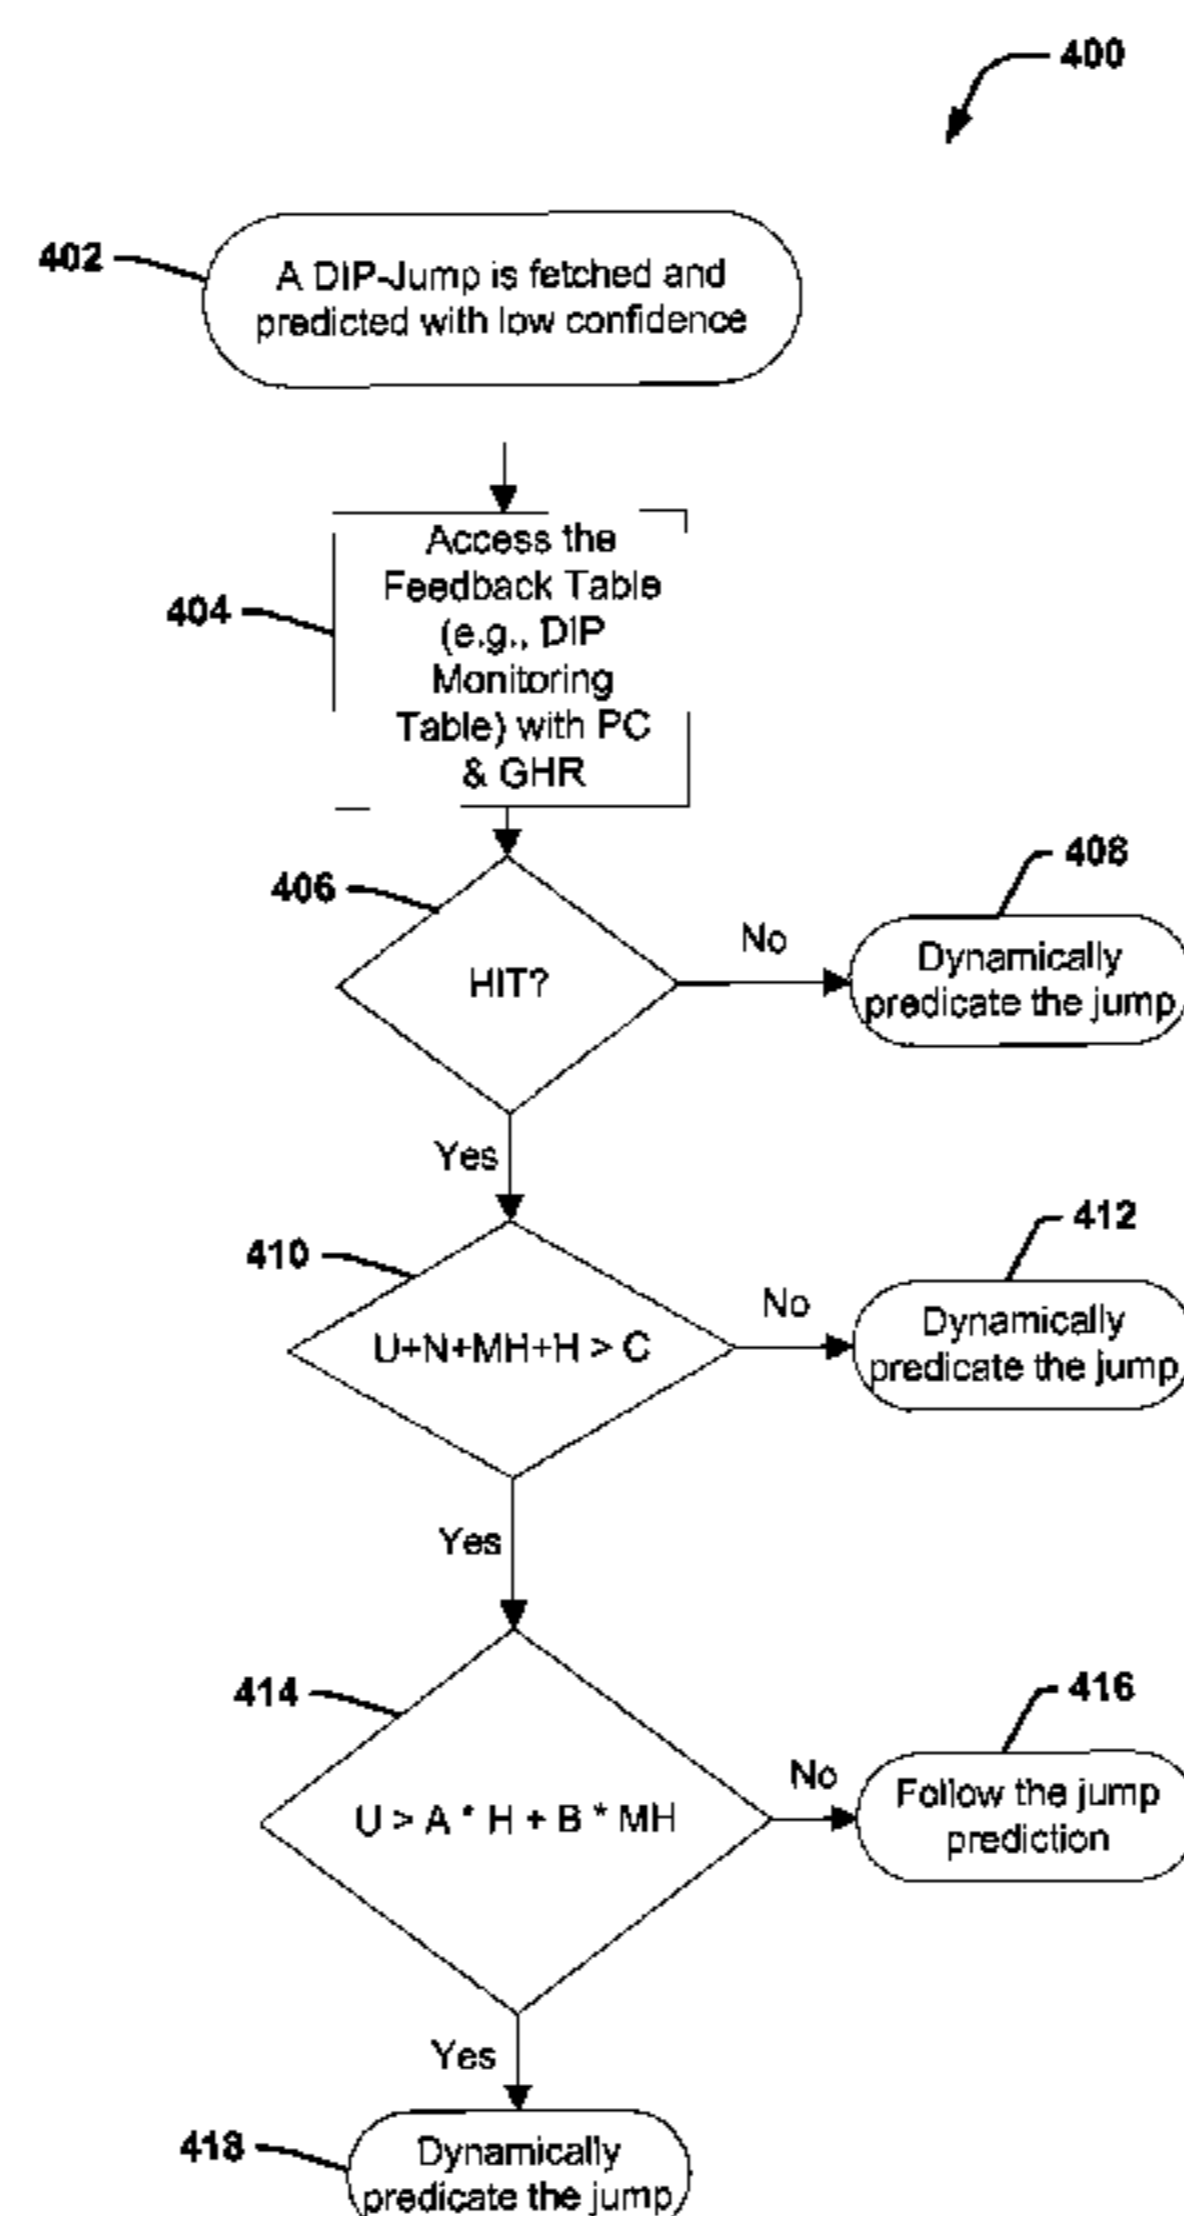 400
402
A DIP-Jump is fetched and
predicted with low confidence
404
Access the
Feedback Table
(e.g., DIP
Monitoring
Table) with PC
& GHR
406
HIT?
No
408
Dynamically
predicate the jump
Yes
410
U+N+MH+H > C
No
412
Dynamically
predicate the jump
Yes
414
U > A * H + B * MH
No
416
Follow the jump
prediction
Yes
418
Dynamically
predicate the jump